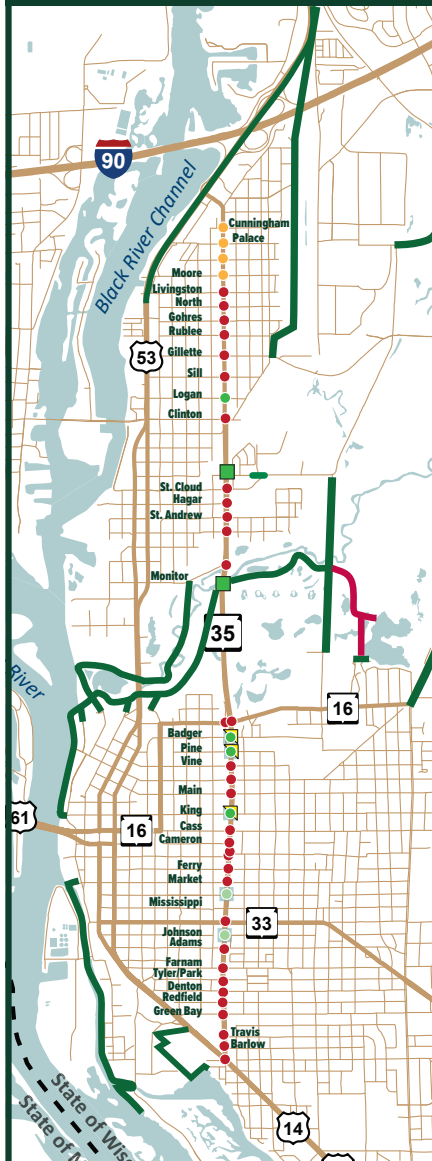 90
Black River Channel
Cunningham
Palace
Moore
Livingston
North
Gohres
Rublee
53
Gillette
Sill
Logan
Clinton
St. Cloud
Hagar
St. Andrew
Monitor
35
River
16
Badger
Pine
Vine
Main
61
King
16
Cass
Cameron
Ferry
Market
Mississippi
33
Johnson
Adams
Farnam
Tyler/Park
Denton
Redfield
Green Bay
Travis
Barlow
State of Wisc
State of M
14